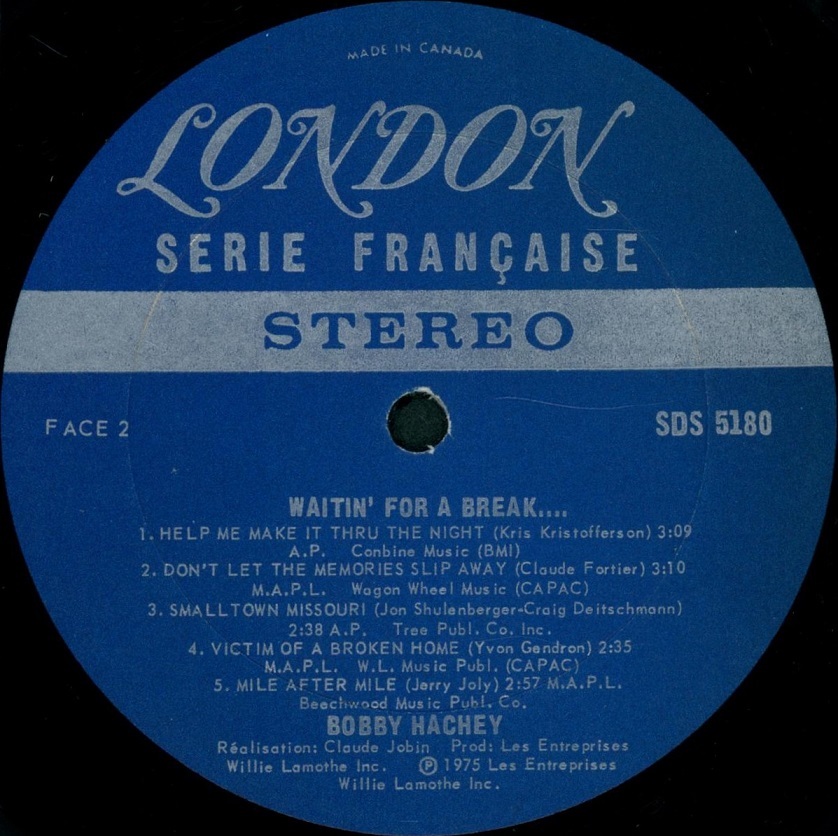 MADE IN CANADA
LONDON
SERIE FRANÇAISE
STEREO
FACE 2
SDS 5180
WAITIN' FOR A BREAK....
1. HELP ME MAKE IT THRU THE NIGHT (Kris Kristofferson) 3:09
A.P. Conbine Music (BMI)
2. DON'T LET THE MEMORIES SLIP AWAY (Claude Fortier) 3:10
M.A.P.L. Wagon Wheel Music (CAPAC)
3. SMALLTOWN MISSOURI (Jon Shulenberger-Craig Deitschmann)
2:38 A.P. Tree Publ. Co. Inc.
4. VICTIM OF A BROKEN HOME (Yvon Gendron) 2:35
M.A.P.L. W.L. Music Publ. (CAPAC)
5. MILE AFTER MILE (Jerry Joly) 2:57 M.A.P.L.
Beechwood Music Publ. Co.
BOBBY HACHEY
Réalisation: Claude Jobin Prod: Les Entreprises
Willie Lamothe Inc. ℗ 1975 Les Entreprises
Willie Lamothe Inc.